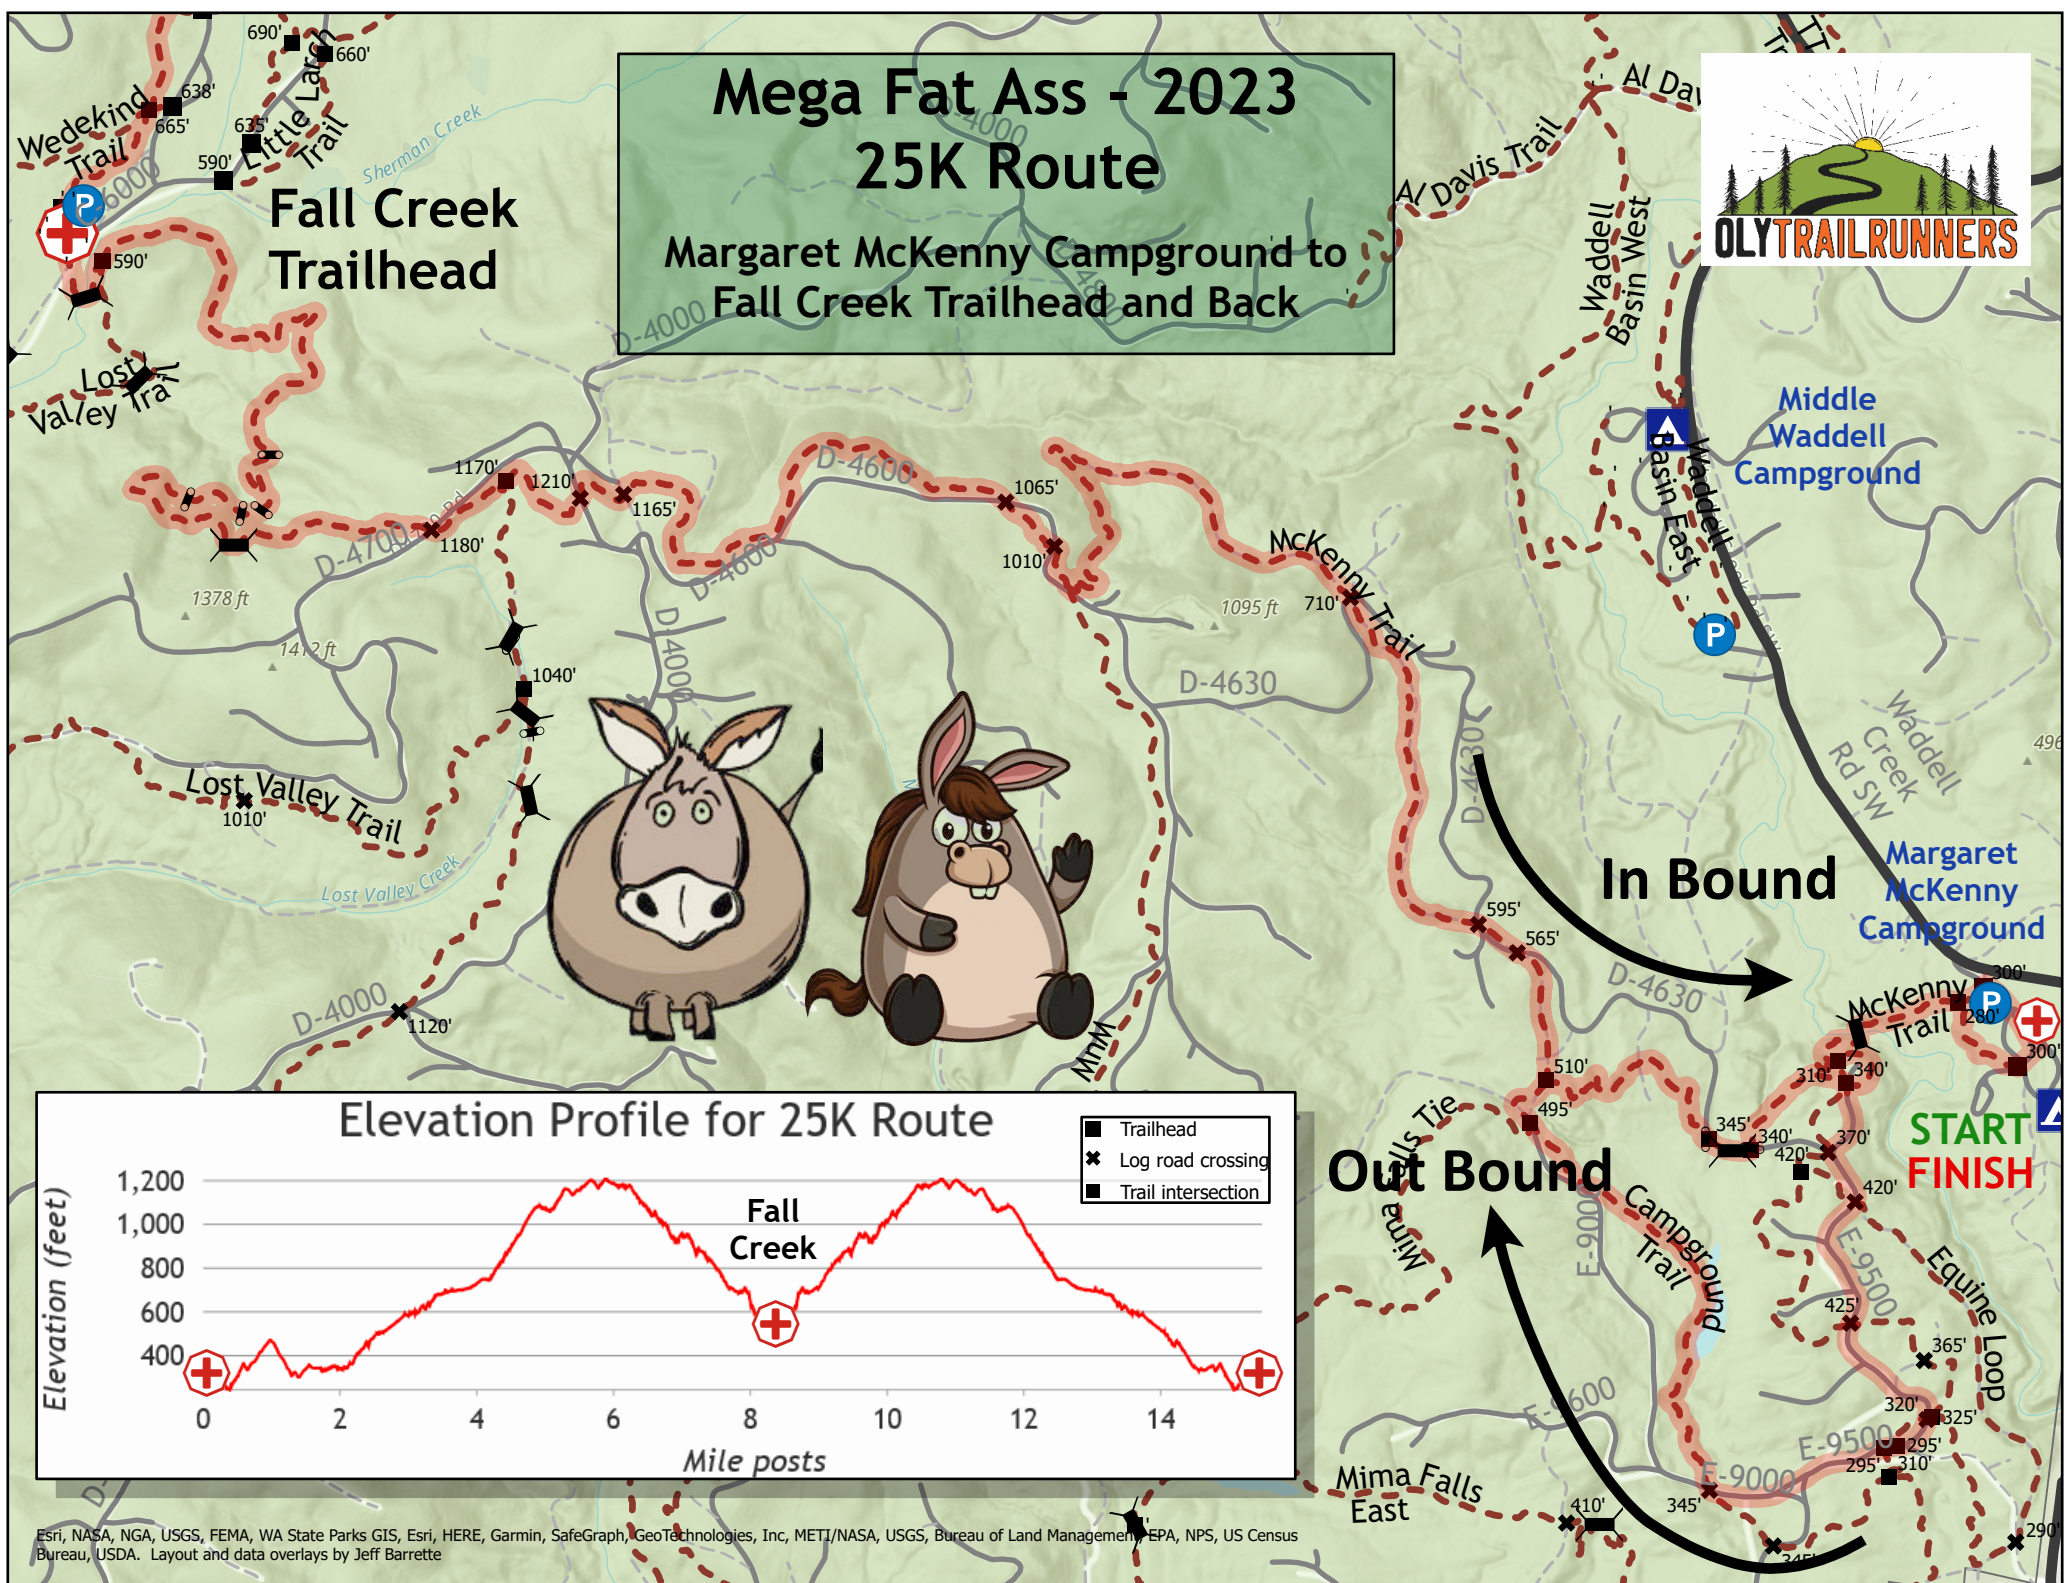 Mega Fat Ass - 2023
25K Route
Margaret McKenny Campground to
Fall Creek Trailhead and Back
OLYTRAILRUNNERS
690'
660'
638'
665'
635'
590'
Little Larch
Trail
Wedekind
Trail
Sherman Creek
D-4000
Al Davis Trail
Waddell
Basin West
P
Fall Creek
Trailhead
590'
D-4000
D-4800
Lost
Valley Trail
Middle
Waddell
Campground
Waddell
Basin East
1170'
1210'
1165'
D-4600
1065'
1180'
D-4700
D-4600
1010'
McKenny Trail
710'
1378 ft
1412 ft
1095 ft
P
D-4000
D-4630
1040'
D-4630
Waddell
Creek
Rd SW
496
Lost Valley Trail
1010'
Lost Valley Creek
In Bound
Margaret
McKenny
Campground
595'
565'
D-4630
D-4000
1120'
McKenny
Trail
300'
P
280'
300'
MnM
510'
495'
310'
340'
345'
340'
420'
370'
420'
START
FINISH
Mima Falls Tie
Out Bound
E-9000
Campground
Trail
E-9500
Equine Loop
425'
365'
320'
325'
E-9500
295'
295'
310'
E-9600
E-9000
345'
345'
Mima Falls
East
410'
290'
Elevation Profile for 25K Route
Trailhead
Log road crossing
Trail intersection
Elevation (feet)
1,200
1,000
800
600
400
Fall
Creek
0 2 4 6 8 10 12 14
Mile posts
Esri, NASA, NGA, USGS, FEMA, WA State Parks GIS, Esri, HERE, Garmin, SafeGraph, GeoTechnologies, Inc, METI/NASA, USGS, Bureau of Land Management, EPA, NPS, US Census
Bureau, USDA. Layout and data overlays by Jeff Barrette